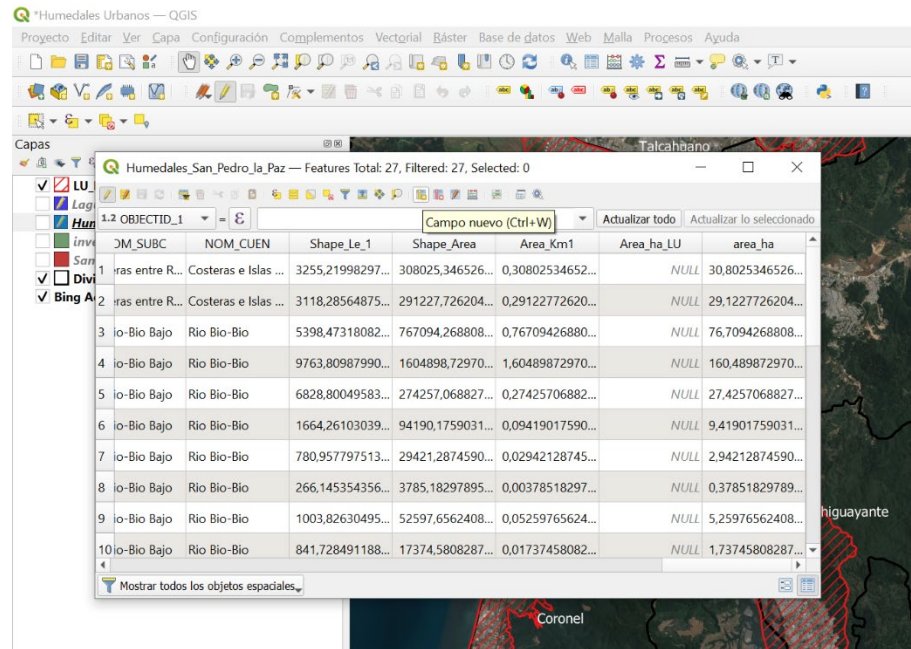 *Humedales Urbanos — QGIS
Proyecto Editar Ver Capa Configuración Complementos Vectorial Ráster Base de datos Web Malla Procesos Ayuda
Capas
Talcahuano
Humedales_San_Pedro_la_Paz — Features Total: 27, Filtered: 27, Selected: 0
LU_
Lag
Hum
inve
San
Divi
Bing A
1.2 OBJECTID_1 = ε Actualizar todo Actualizar lo seleccionado
Campo nuevo (Ctrl+W)
OM_SUBC NOM_CUEN Shape_Le_1 Shape_Area Area_Km1 Area_ha_LU area_ha
1 eras entre R... Costeras e Islas ... 3255,21998297... 308025,346526... 0,30802534652... NULL 30,8025346526...
2 eras entre R... Costeras e Islas ... 3118,28564875... 291227,726204... 0,29122772620... NULL 29,1227726204...
3 io-Bio Bajo Rio Bio-Bio 5398,47318082... 767094,268808... 0,76709426880... NULL 76,7094268808...
4 io-Bio Bajo Rio Bio-Bio 9763,80987990... 1604898,72970... 1,60489872970... NULL 160,489872970...
5 io-Bio Bajo Rio Bio-Bio 6828,80049583... 274257,068827... 0,27425706882... NULL 27,4257068827...
6 io-Bio Bajo Rio Bio-Bio 1664,26103039... 94190,1759031... 0,09419017590... NULL 9,41901759031...
7 io-Bio Bajo Rio Bio-Bio 780,957797513... 29421,2874590... 0,02942128745... NULL 2,94212874590...
8 io-Bio Bajo Rio Bio-Bio 266,145354356... 3785,18297895... 0,00378518297... NULL 0,37851829789...
9 io-Bio Bajo Rio Bio-Bio 1003,82630495... 52597,6562408... 0,05259765624... NULL 5,25976562408...
10 io-Bio Bajo Rio Bio-Bio 841,728491188... 17374,5808287... 0,01737458082... NULL 1,73745808287...
higuayante
Mostrar todos los objetos espaciales
Coronel